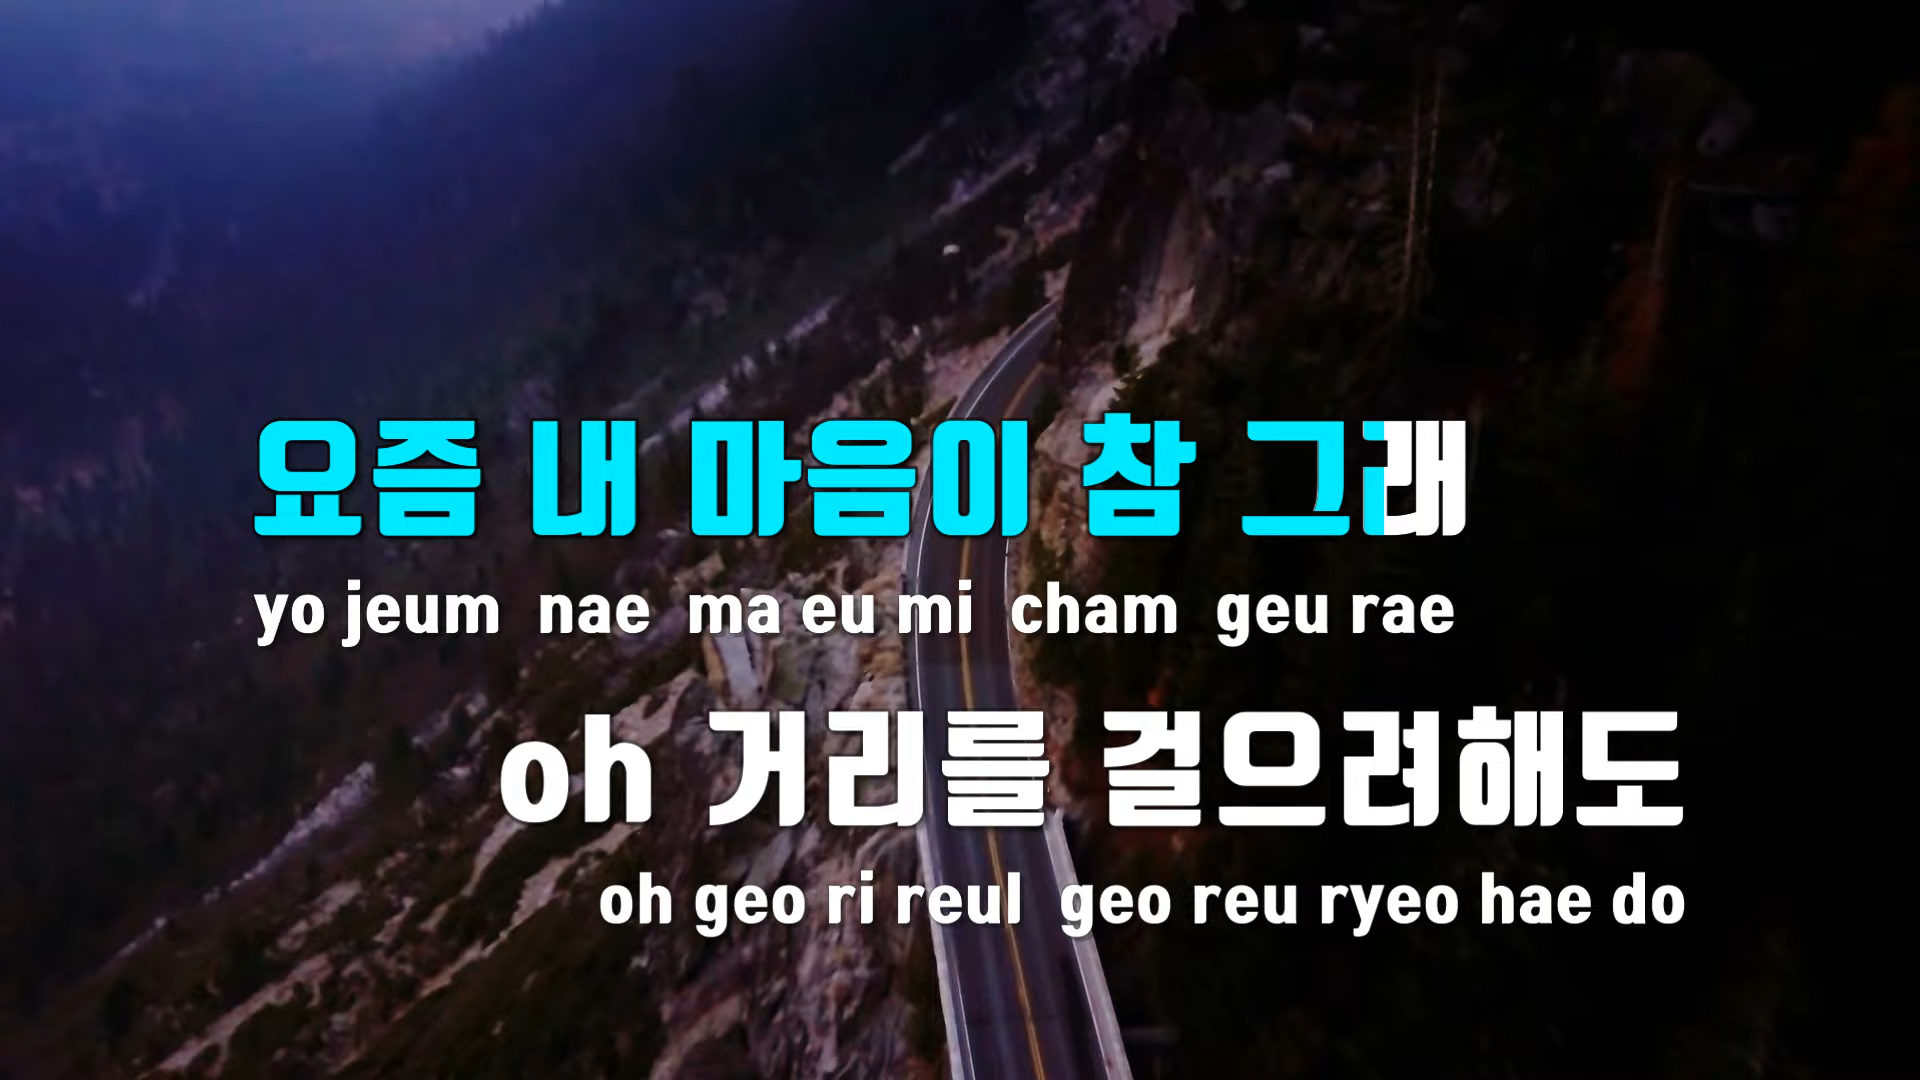 요즘 내 마음이 참 그래
yo jeum nae ma eu mi cham geu rae
oh 거리를 걸으려해도
oh geo ri reul geo reu ryeo hae do